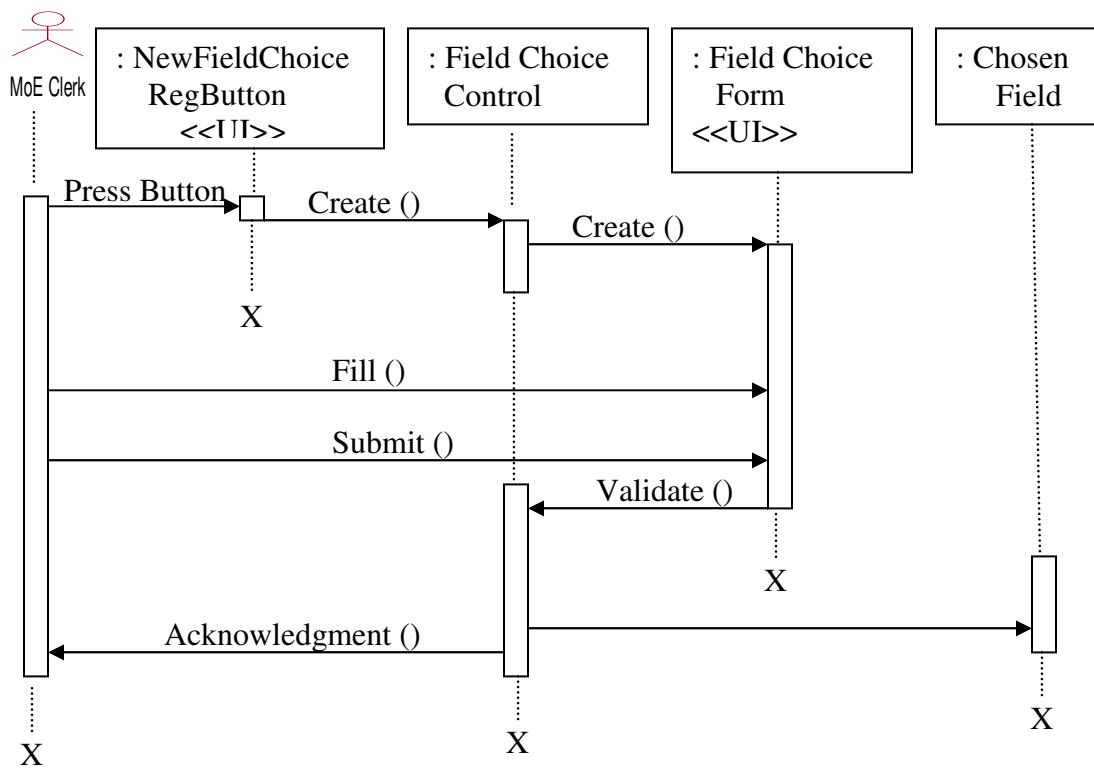 MoE Clerk
: NewFieldChoice
RegButton
<<UI>>
: Field Choice
Control
: Field Choice
Form
<<UI>>
: Chosen
Field
Press Button
Create ()
Create ()
X
Fill ()
Submit ()
Validate ()
X
Acknowledgment ()
X
X
X